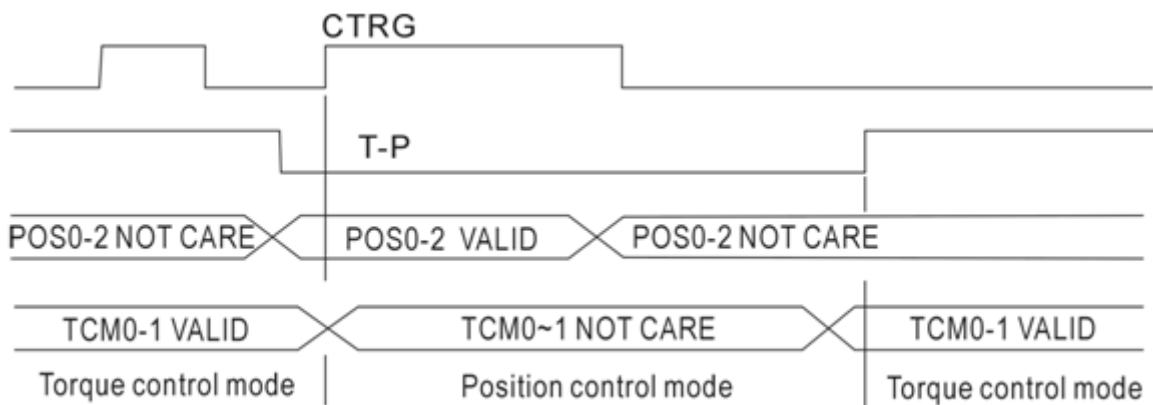 CTRG
T-P
POS0-2 NOT CARE POS0-2 VALID POS0-2 NOT CARE
TCM0-1 VALID TCM0~1 NOT CARE TCM0-1 VALID
Torque control mode Position control mode Torque control mode